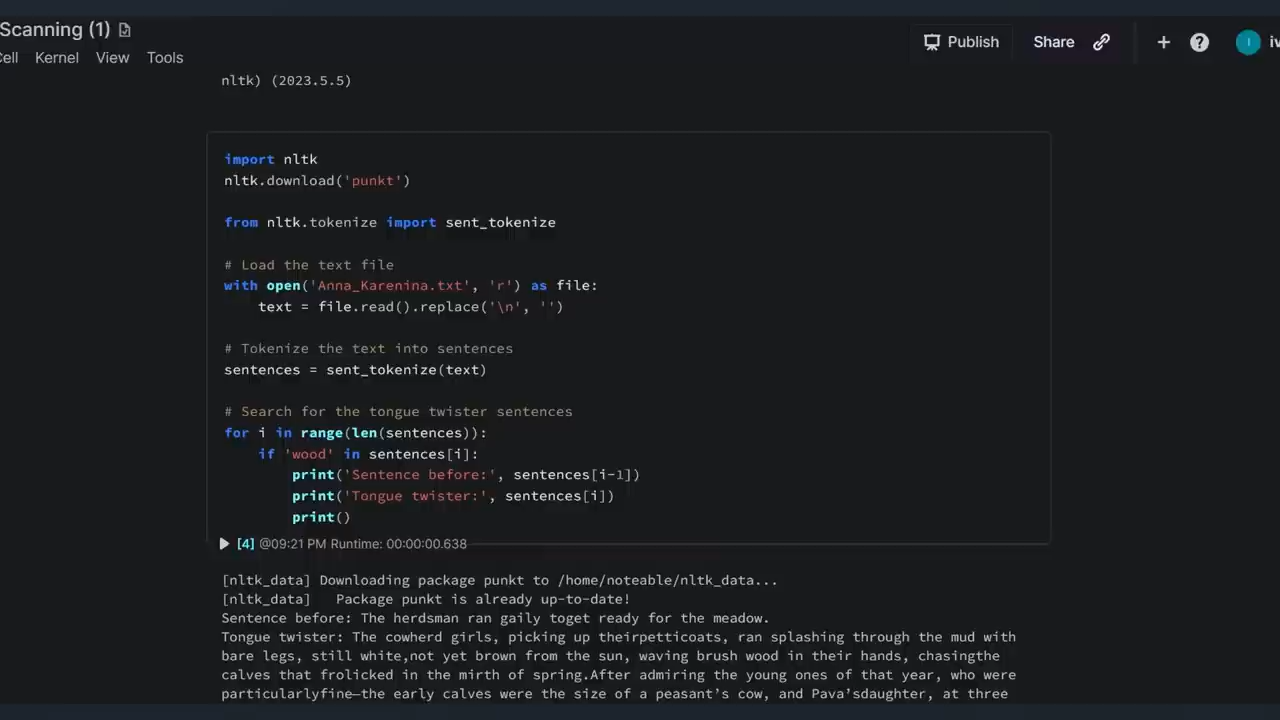 Scanning (1)
Cell Kernel View Tools
Publish Share
nltk) (2023.5.5)
import nltk
nltk.download('punkt')
from nltk.tokenize import sent_tokenize
# Load the text file
with open('Anna_Karenina.txt', 'r') as file:
    text = file.read().replace('\n', '')
# Tokenize the text into sentences
sentences = sent_tokenize(text)
# Search for the tongue twister sentences
for i in range(len(sentences)):
    if 'wood' in sentences[i]:
        print('Sentence before:', sentences[i-1])
        print('Tongue twister:', sentences[i])
        print()
[4] @09:21 PM Runtime: 00:00:00.638
[nltk_data] Downloading package punkt to /home/noteable/nltk_data...
[nltk_data]   Package punkt is already up-to-date!
Sentence before: The herdsman ran gaily toget ready for the meadow.
Tongue twister: The cowherd girls, picking up theirpetticoats, ran splashing through the mud with
bare legs, still white,not yet brown from the sun, waving brush wood in their hands, chasingthe
calves that frolicked in the mirth of spring.After admiring the young ones of that year, who were
particularlyfine—the early calves were the size of a peasant's cow, and Pava'sdaughter, at three